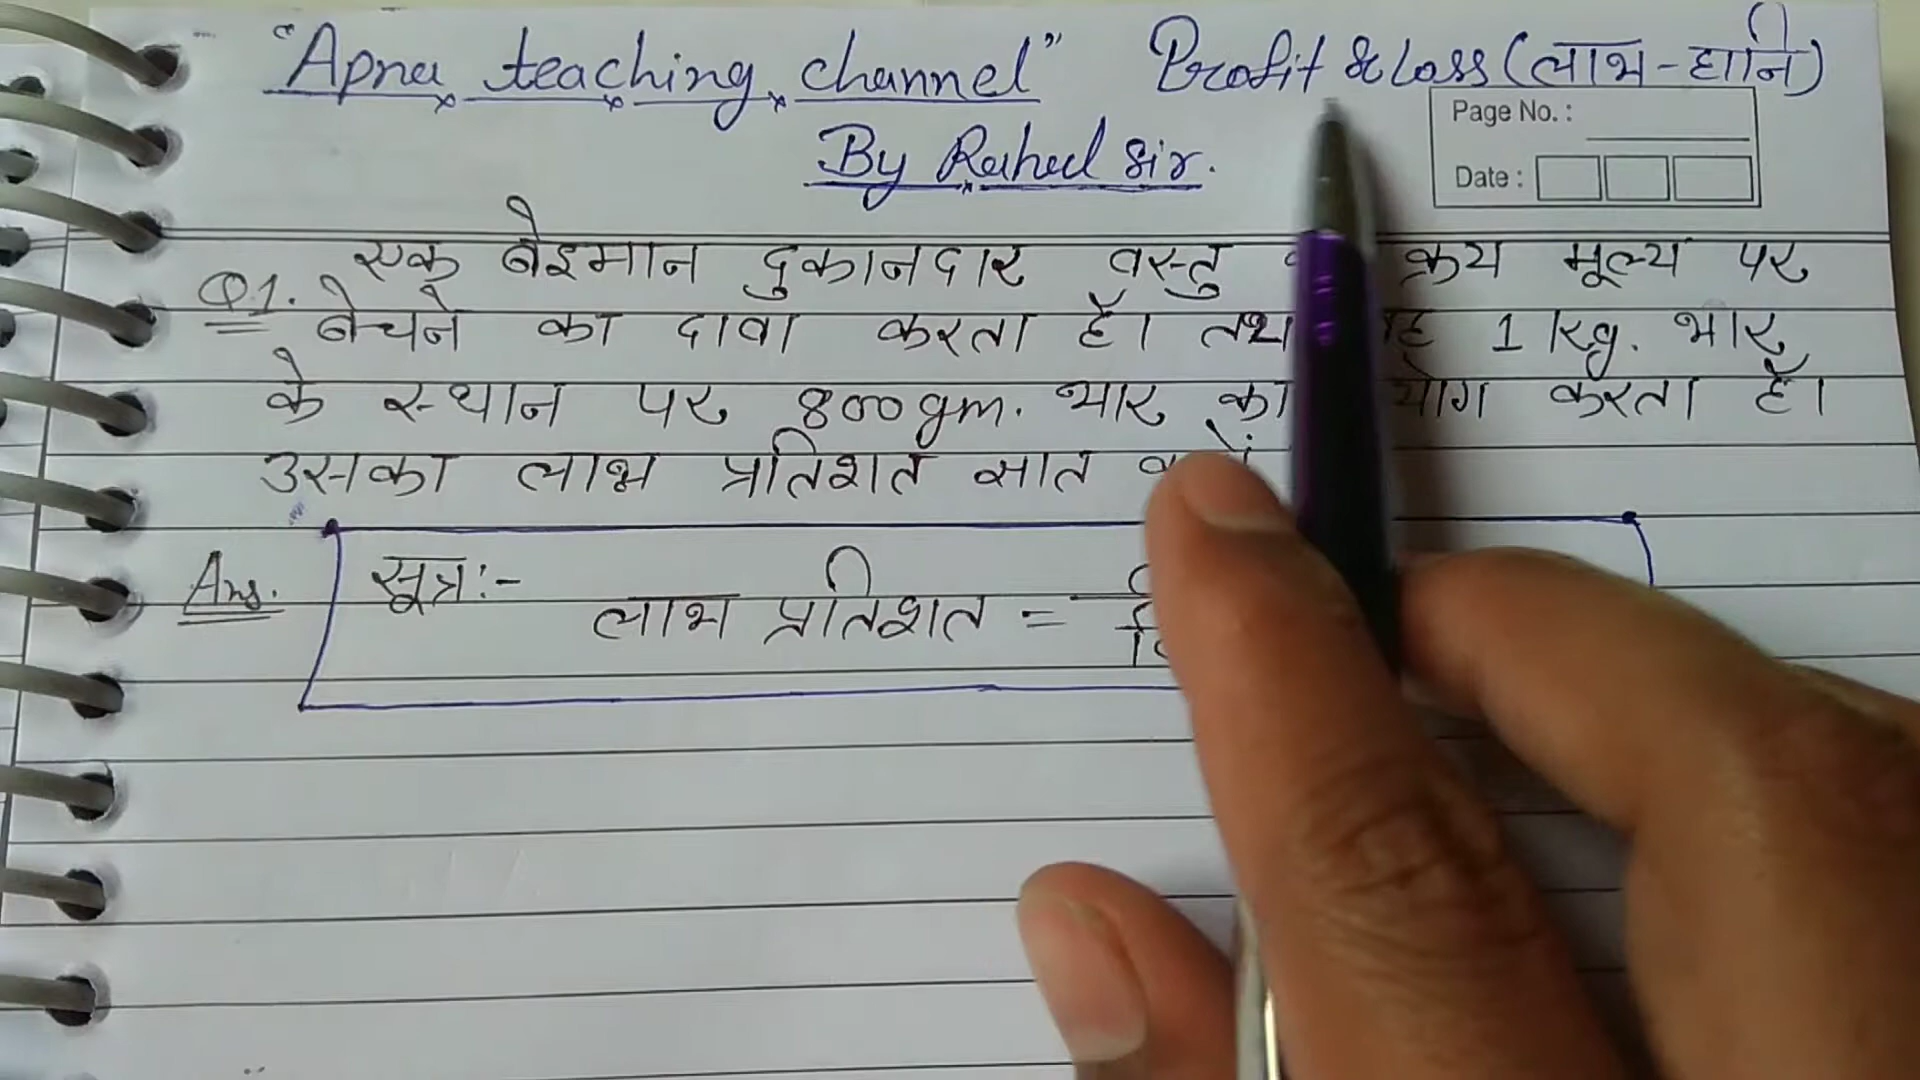 "Apna teaching channel" Profit & Loss (लाभ - हानि)
By Rahul Sir.
Page No. :
Date :
Q1. एक बेइमान दुकानदार वस्तु क्रय मूल्य पर
बेचने का दावा करता है। 1 Kg. भार
के स्थान पर 800 gm. भार का करता है।
उसका लाभ प्रतिशत ज्ञात
Ans. सूत्र :-
लाभ प्रतिशत =